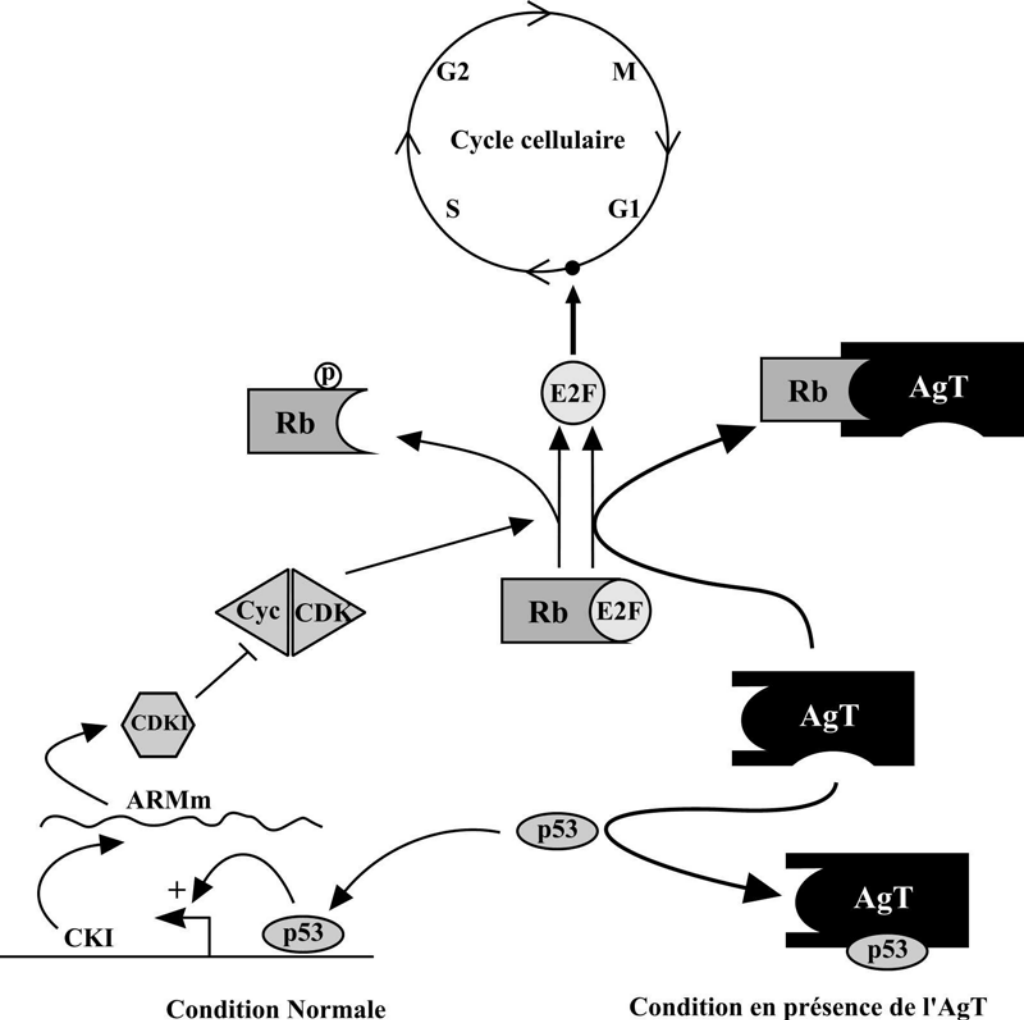 G2
M
Cycle cellulaire
S
G1
p
Rb
E2F
Rb
AgT
Cyc
CDK
Rb
E2F
CDKI
AgT
ARMm
p53
+
CKI
p53
AgT
p53
Condition Normale
Condition en présence de l'AgT